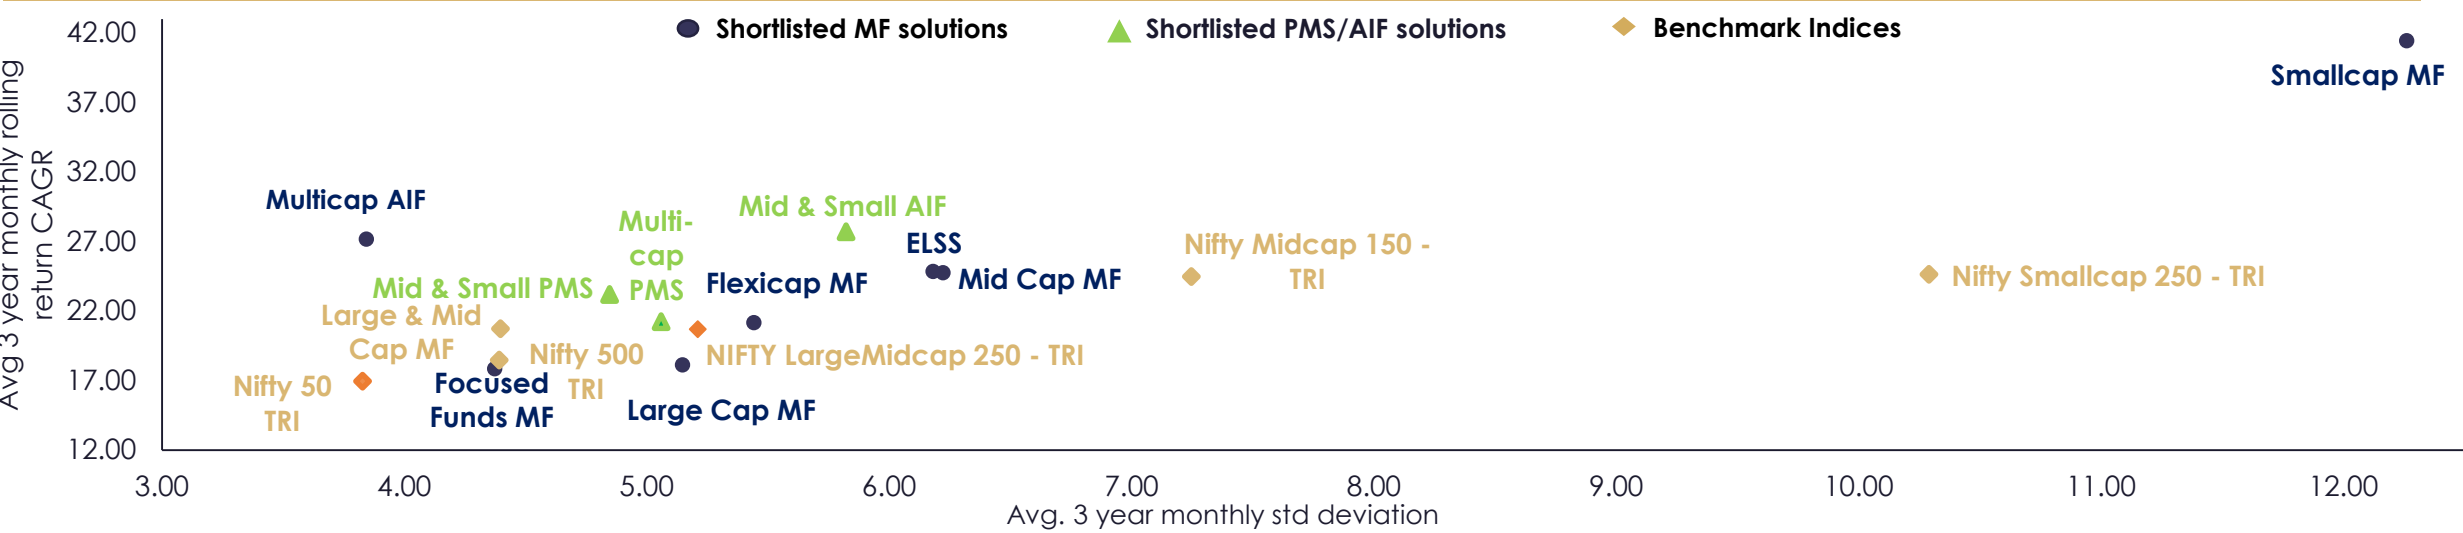 Shortlisted MF solutions
Shortlisted PMS/AIF solutions
Benchmark Indices
Avg 3 year monthly rolling
return CAGR
42.00
37.00
32.00
27.00
22.00
17.00
12.00
Smallcap MF
Multicap AIF
Mid & Small AIF
Multi-
cap
PMS
ELSS
Nifty Midcap 150 -
TRI
Mid & Small PMS
Flexicap MF
Mid Cap MF
Nifty Smallcap 250 - TRI
Large & Mid
Cap MF
Nifty 500
TRI
NIFTY LargeMidcap 250 - TRI
Nifty 50
TRI
Focused
Funds MF
Large Cap MF
3.00
4.00
5.00
6.00
7.00
8.00
9.00
10.00
11.00
12.00
Avg. 3 year monthly std deviation